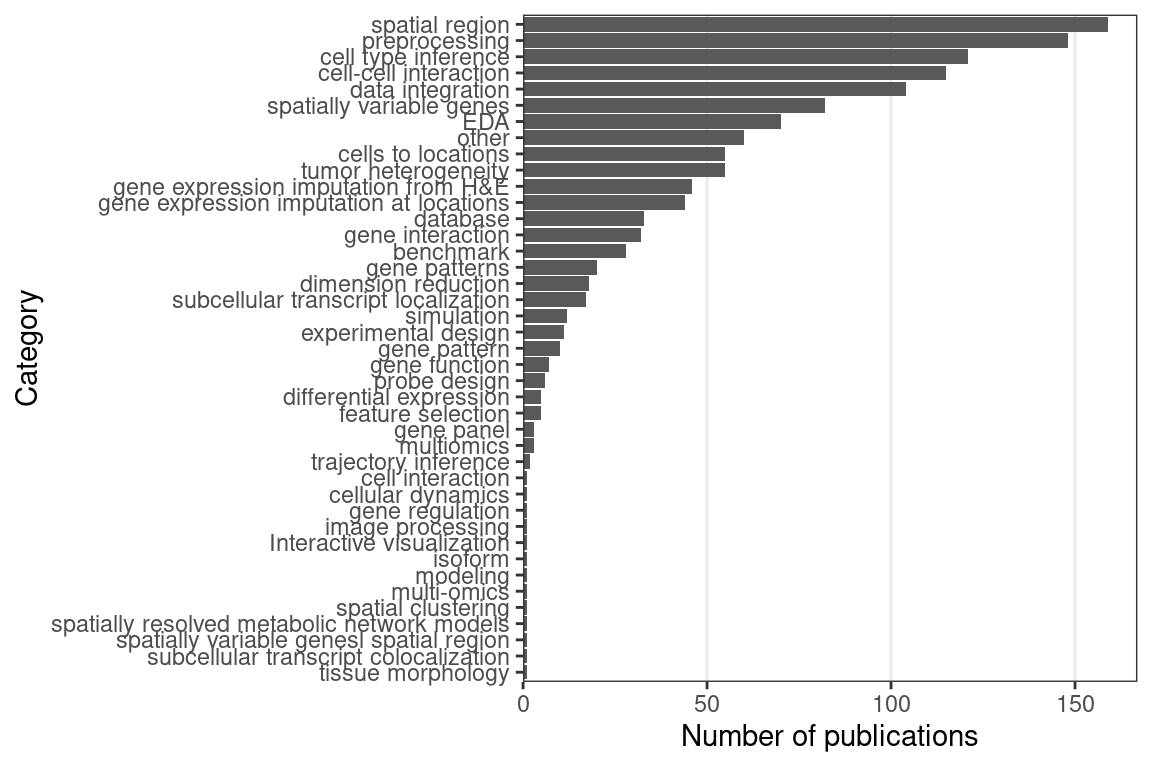 spatial region
preprocessing
cell type inference
cell-cell interaction
data integration
spatially variable genes
EDA
other
cells to locations
tumor heterogeneity
gene expression imputation from H&E
gene expression imputation at locations
database
gene interaction
benchmark
gene patterns
dimension reduction
subcellular transcript localization
simulation
experimental design
gene pattern
gene function
probe design
differential expression
feature selection
gene panel
multiomics
trajectory inference
cell interaction
cellular dynamics
gene regulation
image processing
Interactive visualization
isoform
modeling
multi-omics
spatial clustering
spatially resolved metabolic network models
spatially variable genesl spatial region
subcellular transcript colocalization
tissue morphology
Category
0 50 100 150
Number of publications